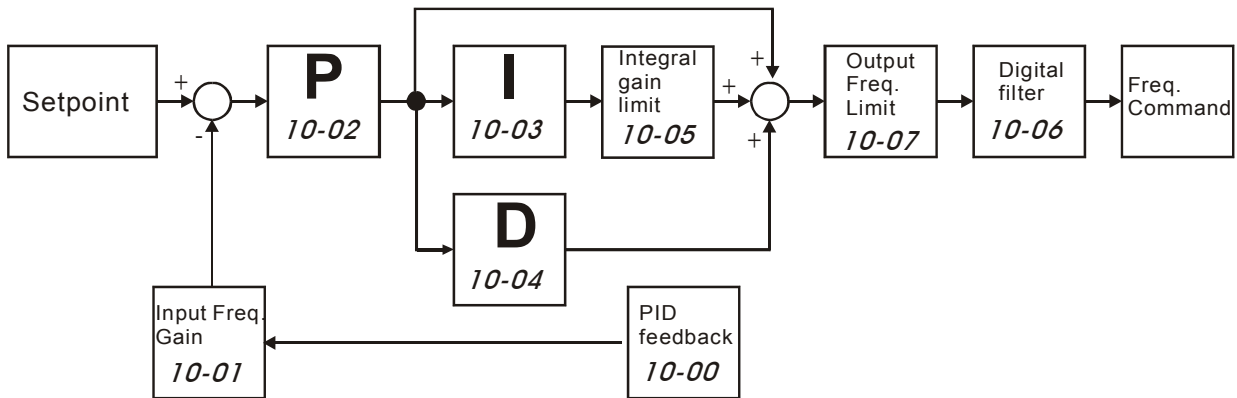 Setpoint
+
-
P
10-02
I
10-03
Integral
gain
limit
10-05
+
+
+
Output
Freq.
Limit
10-07
Digital
filter
10-06
Freq.
Command
D
10-04
Input Freq.
Gain
10-01
PID
feedback
10-00